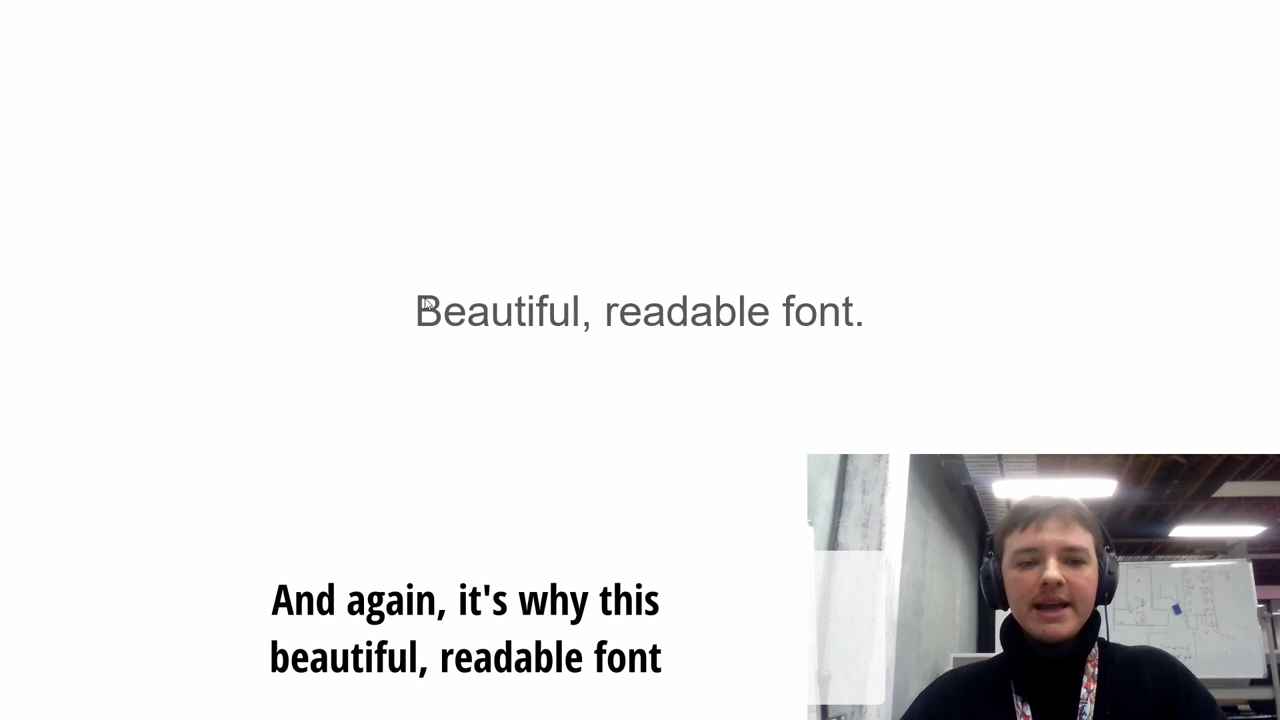 Beautiful, readable font.
And again, it's why this
beautiful, readable font